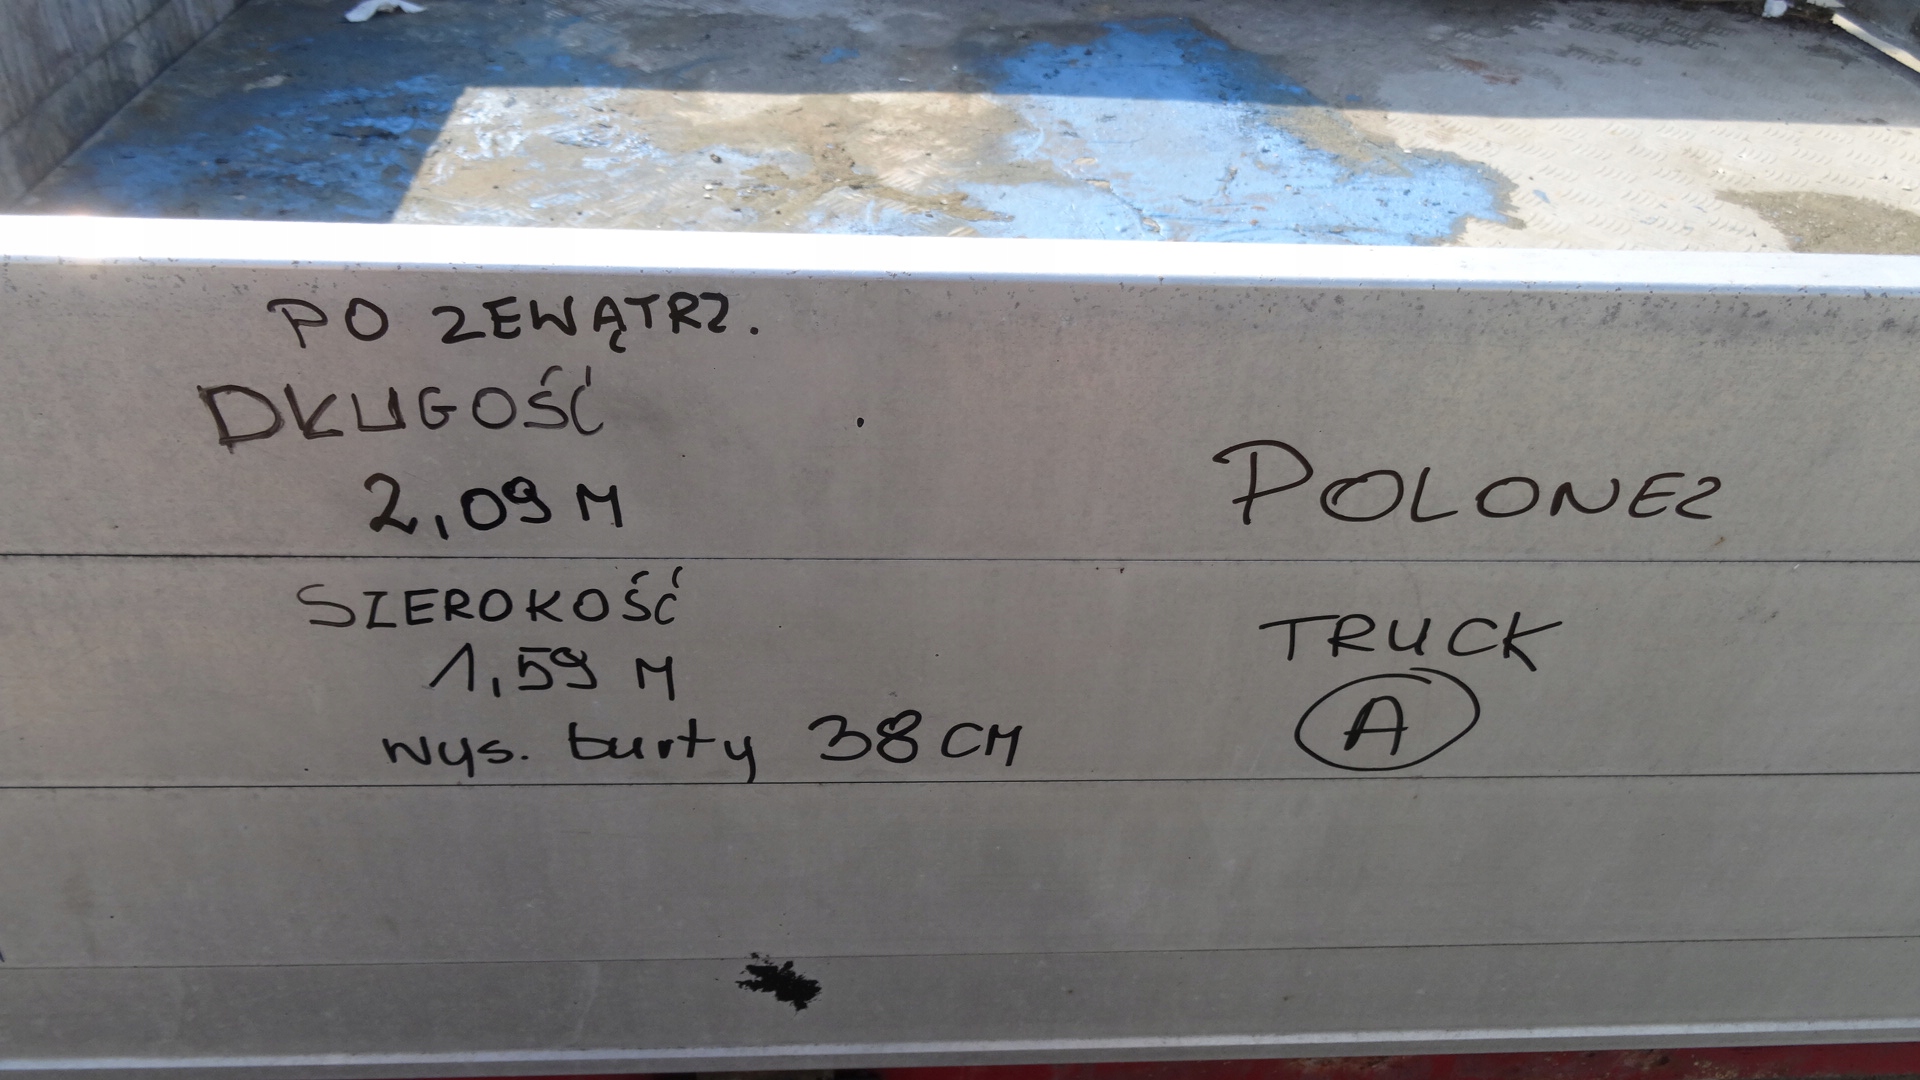 PO ZEWĄTRZ.
DŁUGOŚĆ
2,09 M
SZEROKOŚĆ
1,59 M
wys. burty 38 CM
POLONEZ
TRUCK
A